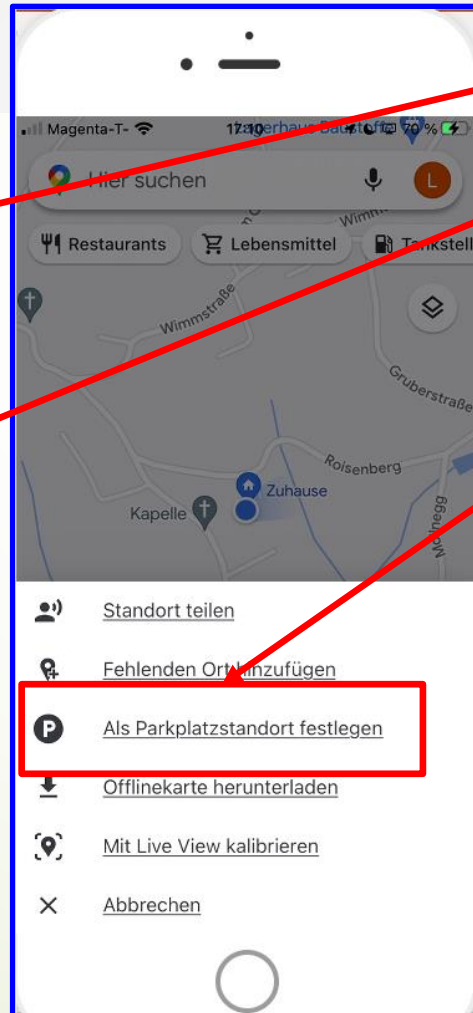 Magenta-T- 17:10 70 %
Hier suchen L
Restaurants Lebensmittel Tankstell
Wimmstraße
Gruberstraße
Roisenberg
Zuhause
Kapelle
Standort teilen
Fehlenden Ort hinzufügen
P Als Parkplatzstandort festlegen
Offlinekarte herunterladen
Mit Live View kalibrieren
Abbrechen